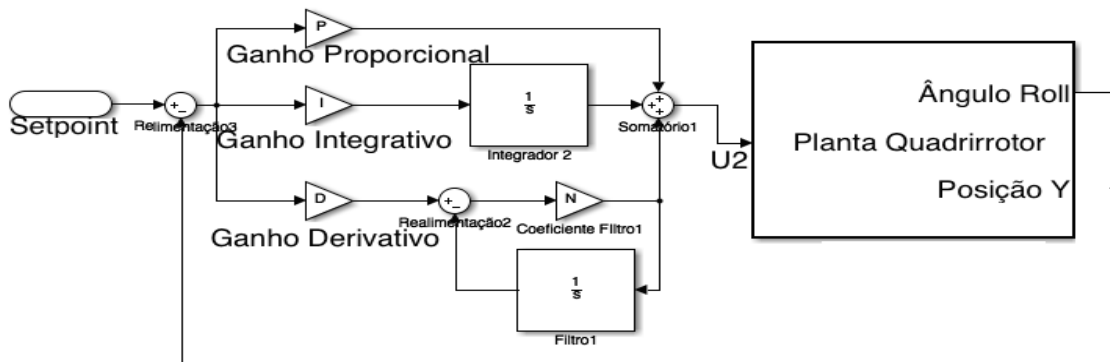 P
Ganho Proporcional
Setpoint
+
-
Relimentação3
I
Ganho Integrativo
1
s
Integrador 2
+
+
+
Somatório1
U2
Ângulo Roll
Planta Quadrirrotor
Posição Y
D
Ganho Derivativo
+
-
Realimentação2
N
Coeficiente FIltro1
1
s
Filtro1